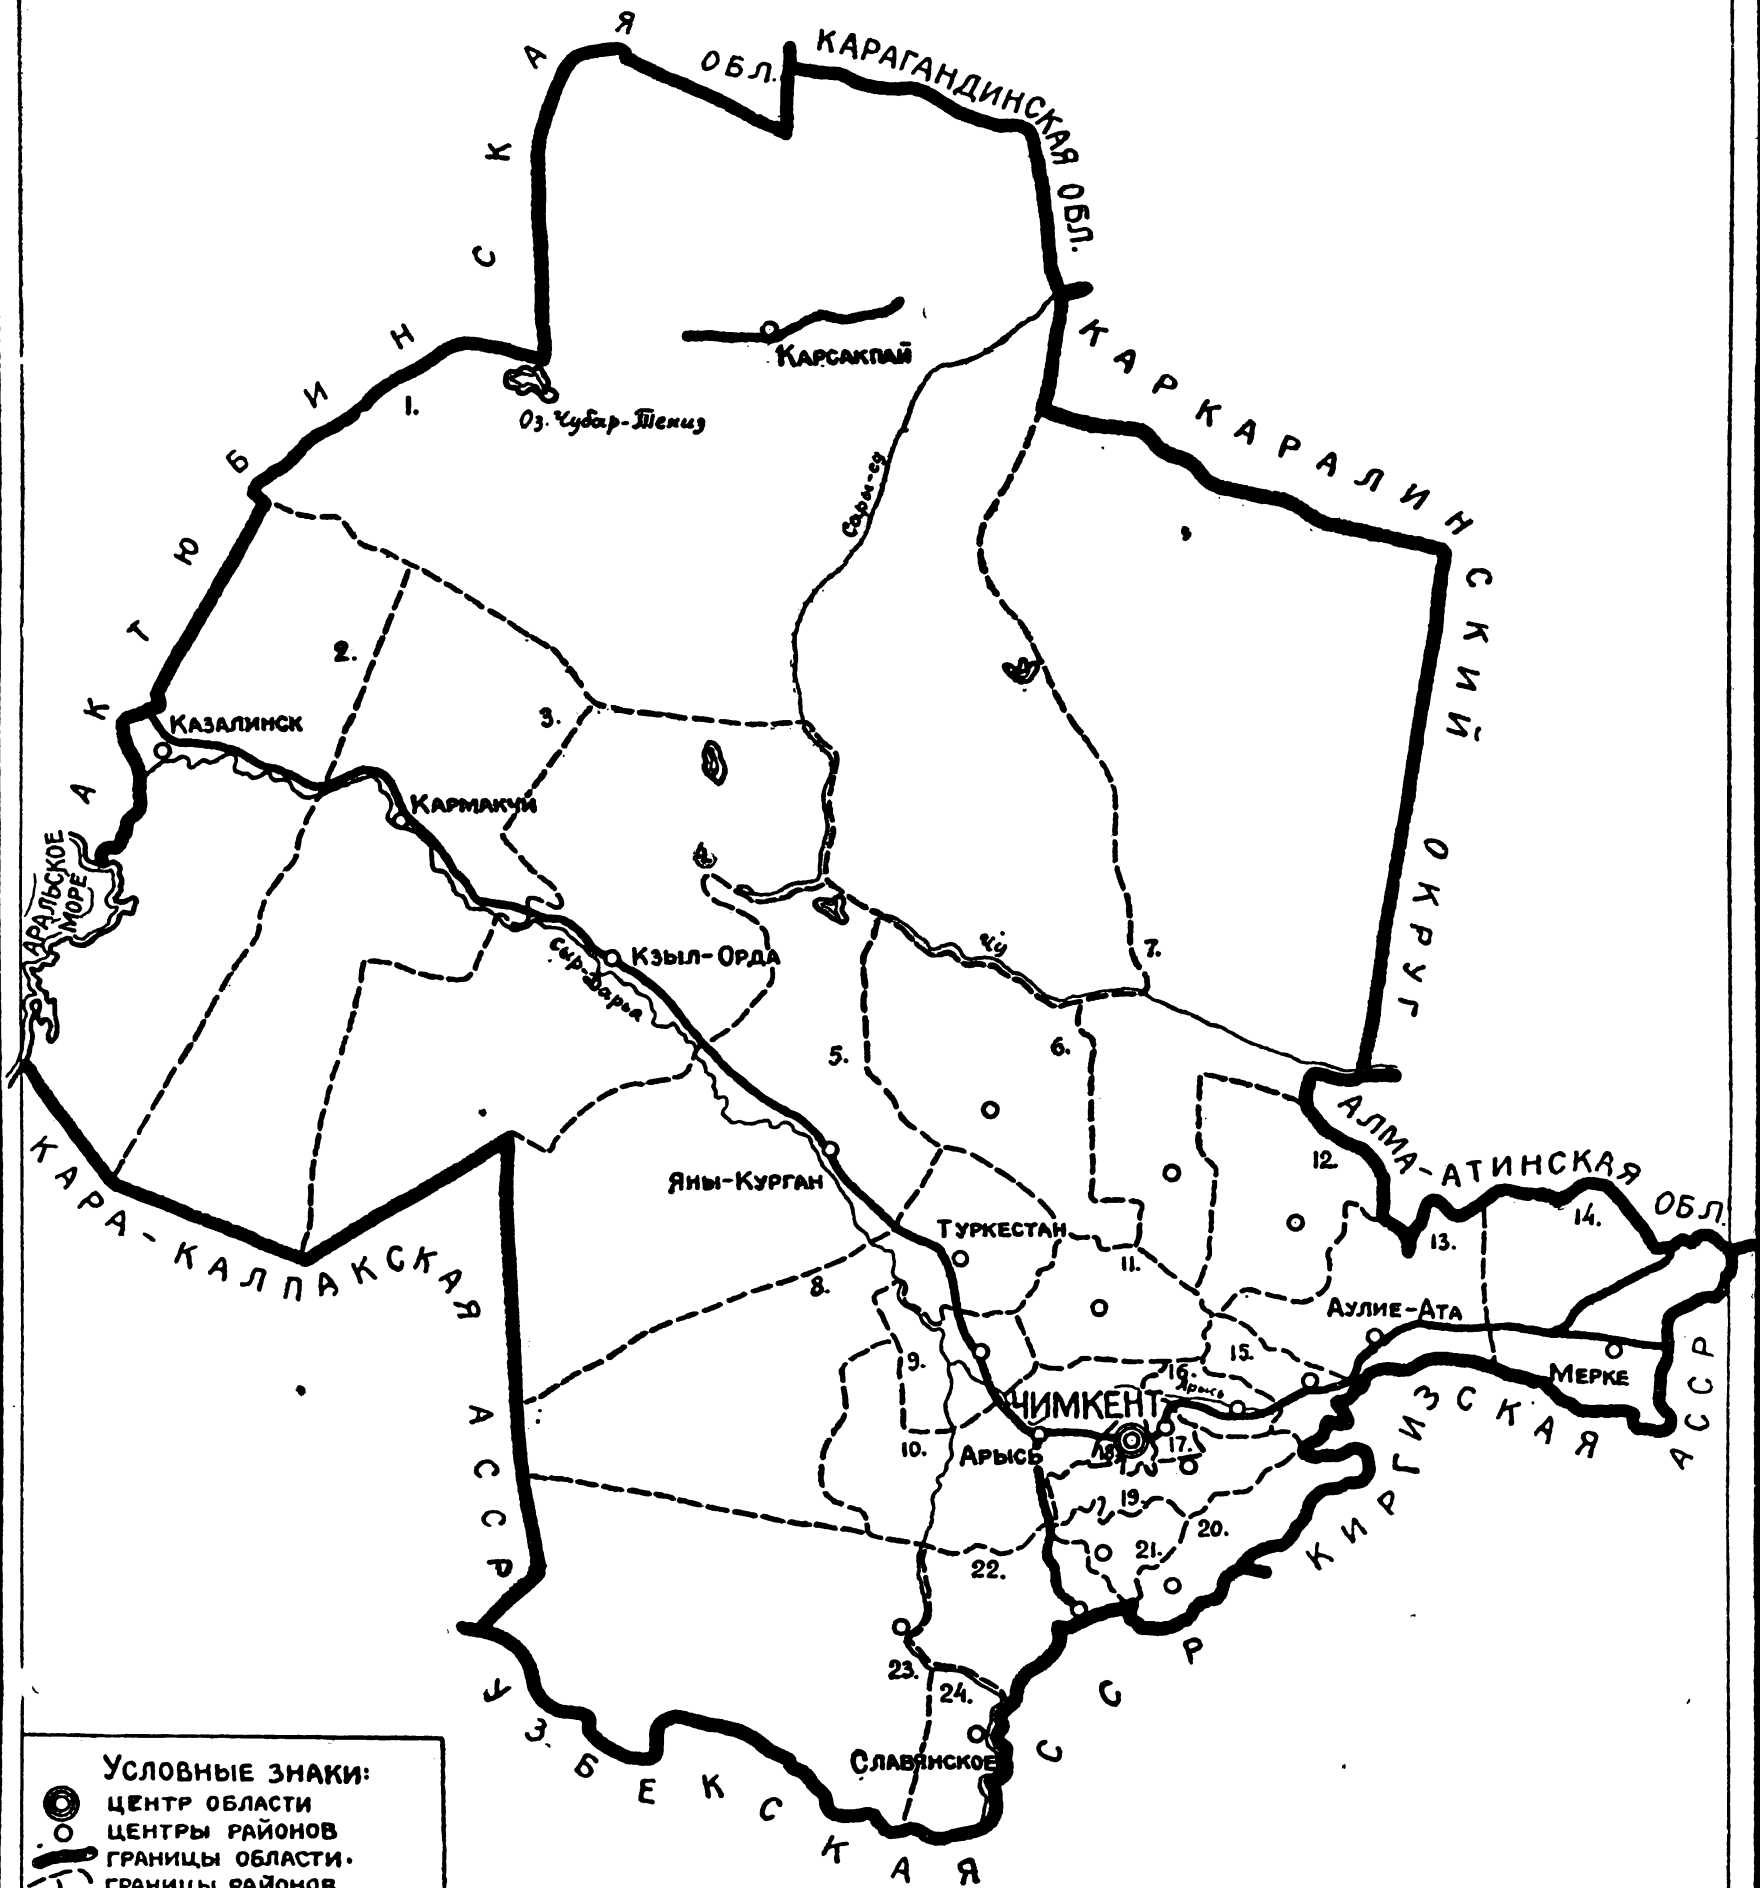 АКТЮБИНСКАЯ ОБЛ.
КАРАГАНДИНСКАЯ ОБЛ.
КАРКАРАЛИНСКИЙ ОКРУГ
КАРСАКПАЙ
1.
Оз. Чубар-Тениз
Сары-су
2.
3.
КАЗАЛИНСК
КАРМАКЧИ
АРАЛЬСКОЕ
МОРЕ
4.
КЗЫЛ-ОРДА
Сыр-Дарья
Чу
7.
5.
6.
АЛМА-АТИНСКАЯ ОБЛ.
12.
13.
14.
КАРА-КАЛПАКСКАЯ АССР
ЯНЫ-КУРГАН
ТУРКЕСТАН
11.
8.
АУЛИЕ-АТА
9.
15.
16.
МЕРКЕ
Арысь
ЧИМКЕНТ
10.
АРЫСЬ
18.
17.
19.
20.
21.
22.
КИРГИЗСКАЯ АССР
23.
24.
СЛАВЯНСКОЕ
УЗБЕКСКАЯ ССР
УСЛОВНЫЕ ЗНАКИ:
ЦЕНТР ОБЛАСТИ
ЦЕНТРЫ РАЙОНОВ
ГРАНИЦЫ ОБЛАСТИ.
ГРАНИЦЫ РАЙОНОВ